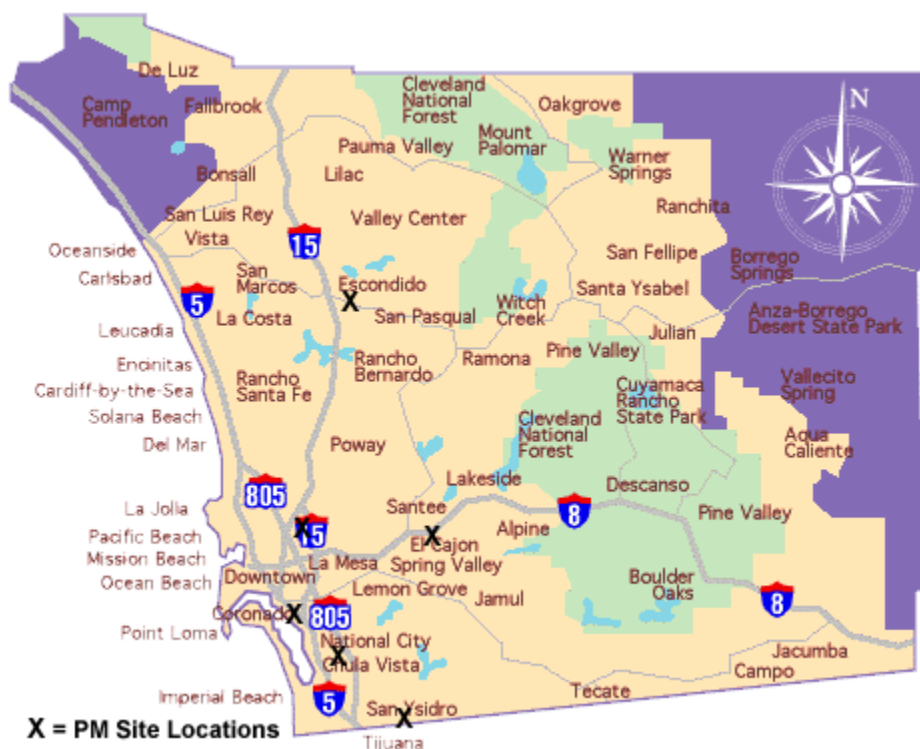 De Luz
Camp
Pendleton
Fallbrook
Cleveland
National
Forest
Oakgrove
N
Mount
Palomar
Pauma Valley
Warner
Springs
Bonsall
Lilac
Ranchita
San Luis Rey
Valley Center
Vista
15
Oceanside
San Fellipe
Borrego
Springs
Carlsbad
San
Marcos
Escondido
X
Santa Ysabel
5
La Costa
San Pasqual
Witch
Creek
Anza-Borrego
Desert State Park
Leucadia
Julian
Encinitas
Rancho
Bernardo
Ramona
Pine Valley
Cardiff-by-the-Sea
Rancho
Santa Fe
Cuyamaca
Rancho
State Park
Vallecito
Spring
Solana Beach
Cleveland
National
Forest
Del Mar
Poway
Aqua
Caliente
805
Lakeside
Descanso
La Jolla
Santee
8
Pine Valley
Pacific Beach
X
15
X
Alpine
El Cajon
Mission Beach
La Mesa
Spring Valley
Ocean Beach
Downtown
Lemon Grove
Jamul
Boulder
Oaks
8
Coronado
X
805
Point Loma
National City
X
Chula Vista
Jacumba
Campo
Imperial Beach
5
Tecate
San Ysidro
X
X = PM Site Locations
Tijuana